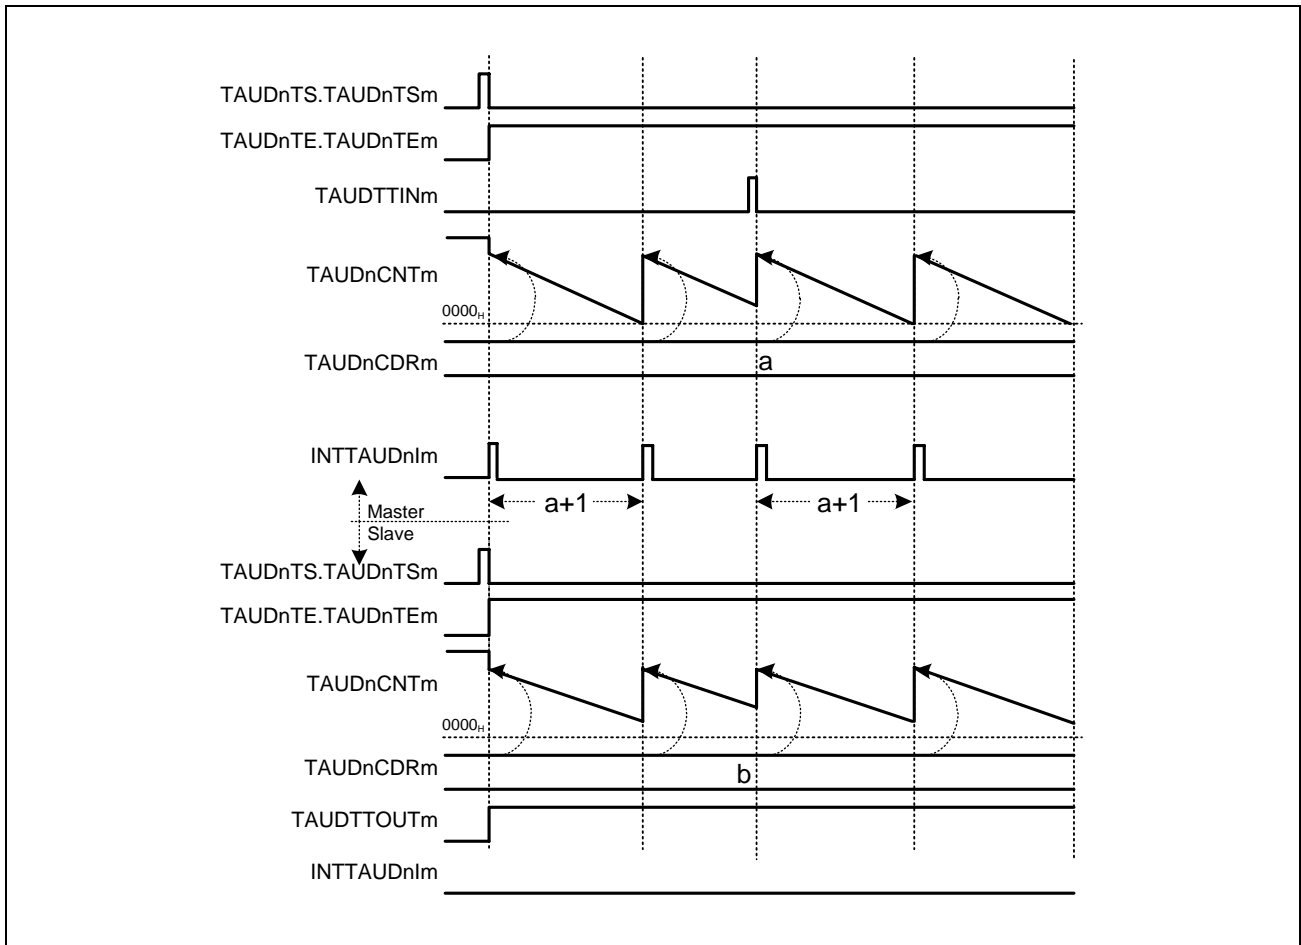 TAUDnTS.TAUDnTSm
TAUDnTE.TAUDnTEm
TAUDTTINm
TAUDnCNTm
0000H
TAUDnCDRm
a
INTTAUDnIm
a+1
a+1
Master
Slave
TAUDnTS.TAUDnTSm
TAUDnTE.TAUDnTEm
TAUDnCNTm
0000H
TAUDnCDRm
b
TAUDTTOUTm
INTTAUDnIm